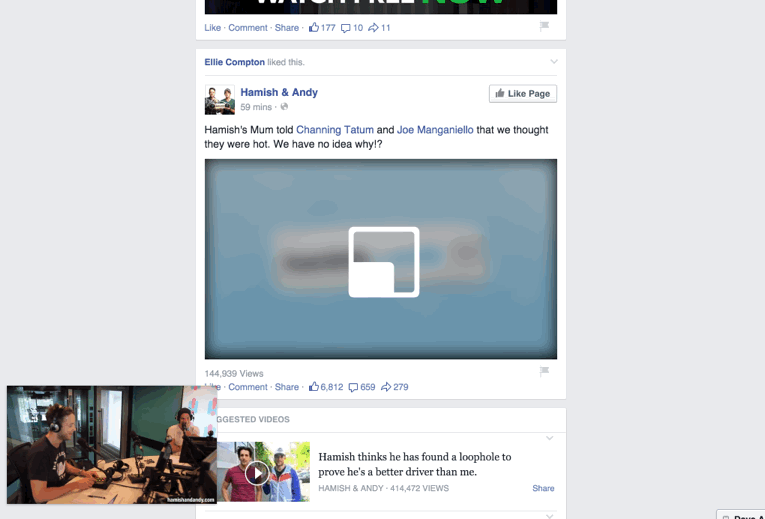 WATCH FREE NOW
Like · Comment · Share · 177 10 11
Ellie Compton liked this.
Hamish & Andy
59 mins ·
Like Page
Hamish's Mum told Channing Tatum and Joe Manganiello that we thought
they were hot. We have no idea why!?
144,939 Views
Like · Comment · Share · 6,812 659 279
GGESTED VIDEOS
hamishandandy.com
Hamish thinks he has found a loophole to
prove he's a better driver than me.
HAMISH & ANDY · 414,472 VIEWS
Share